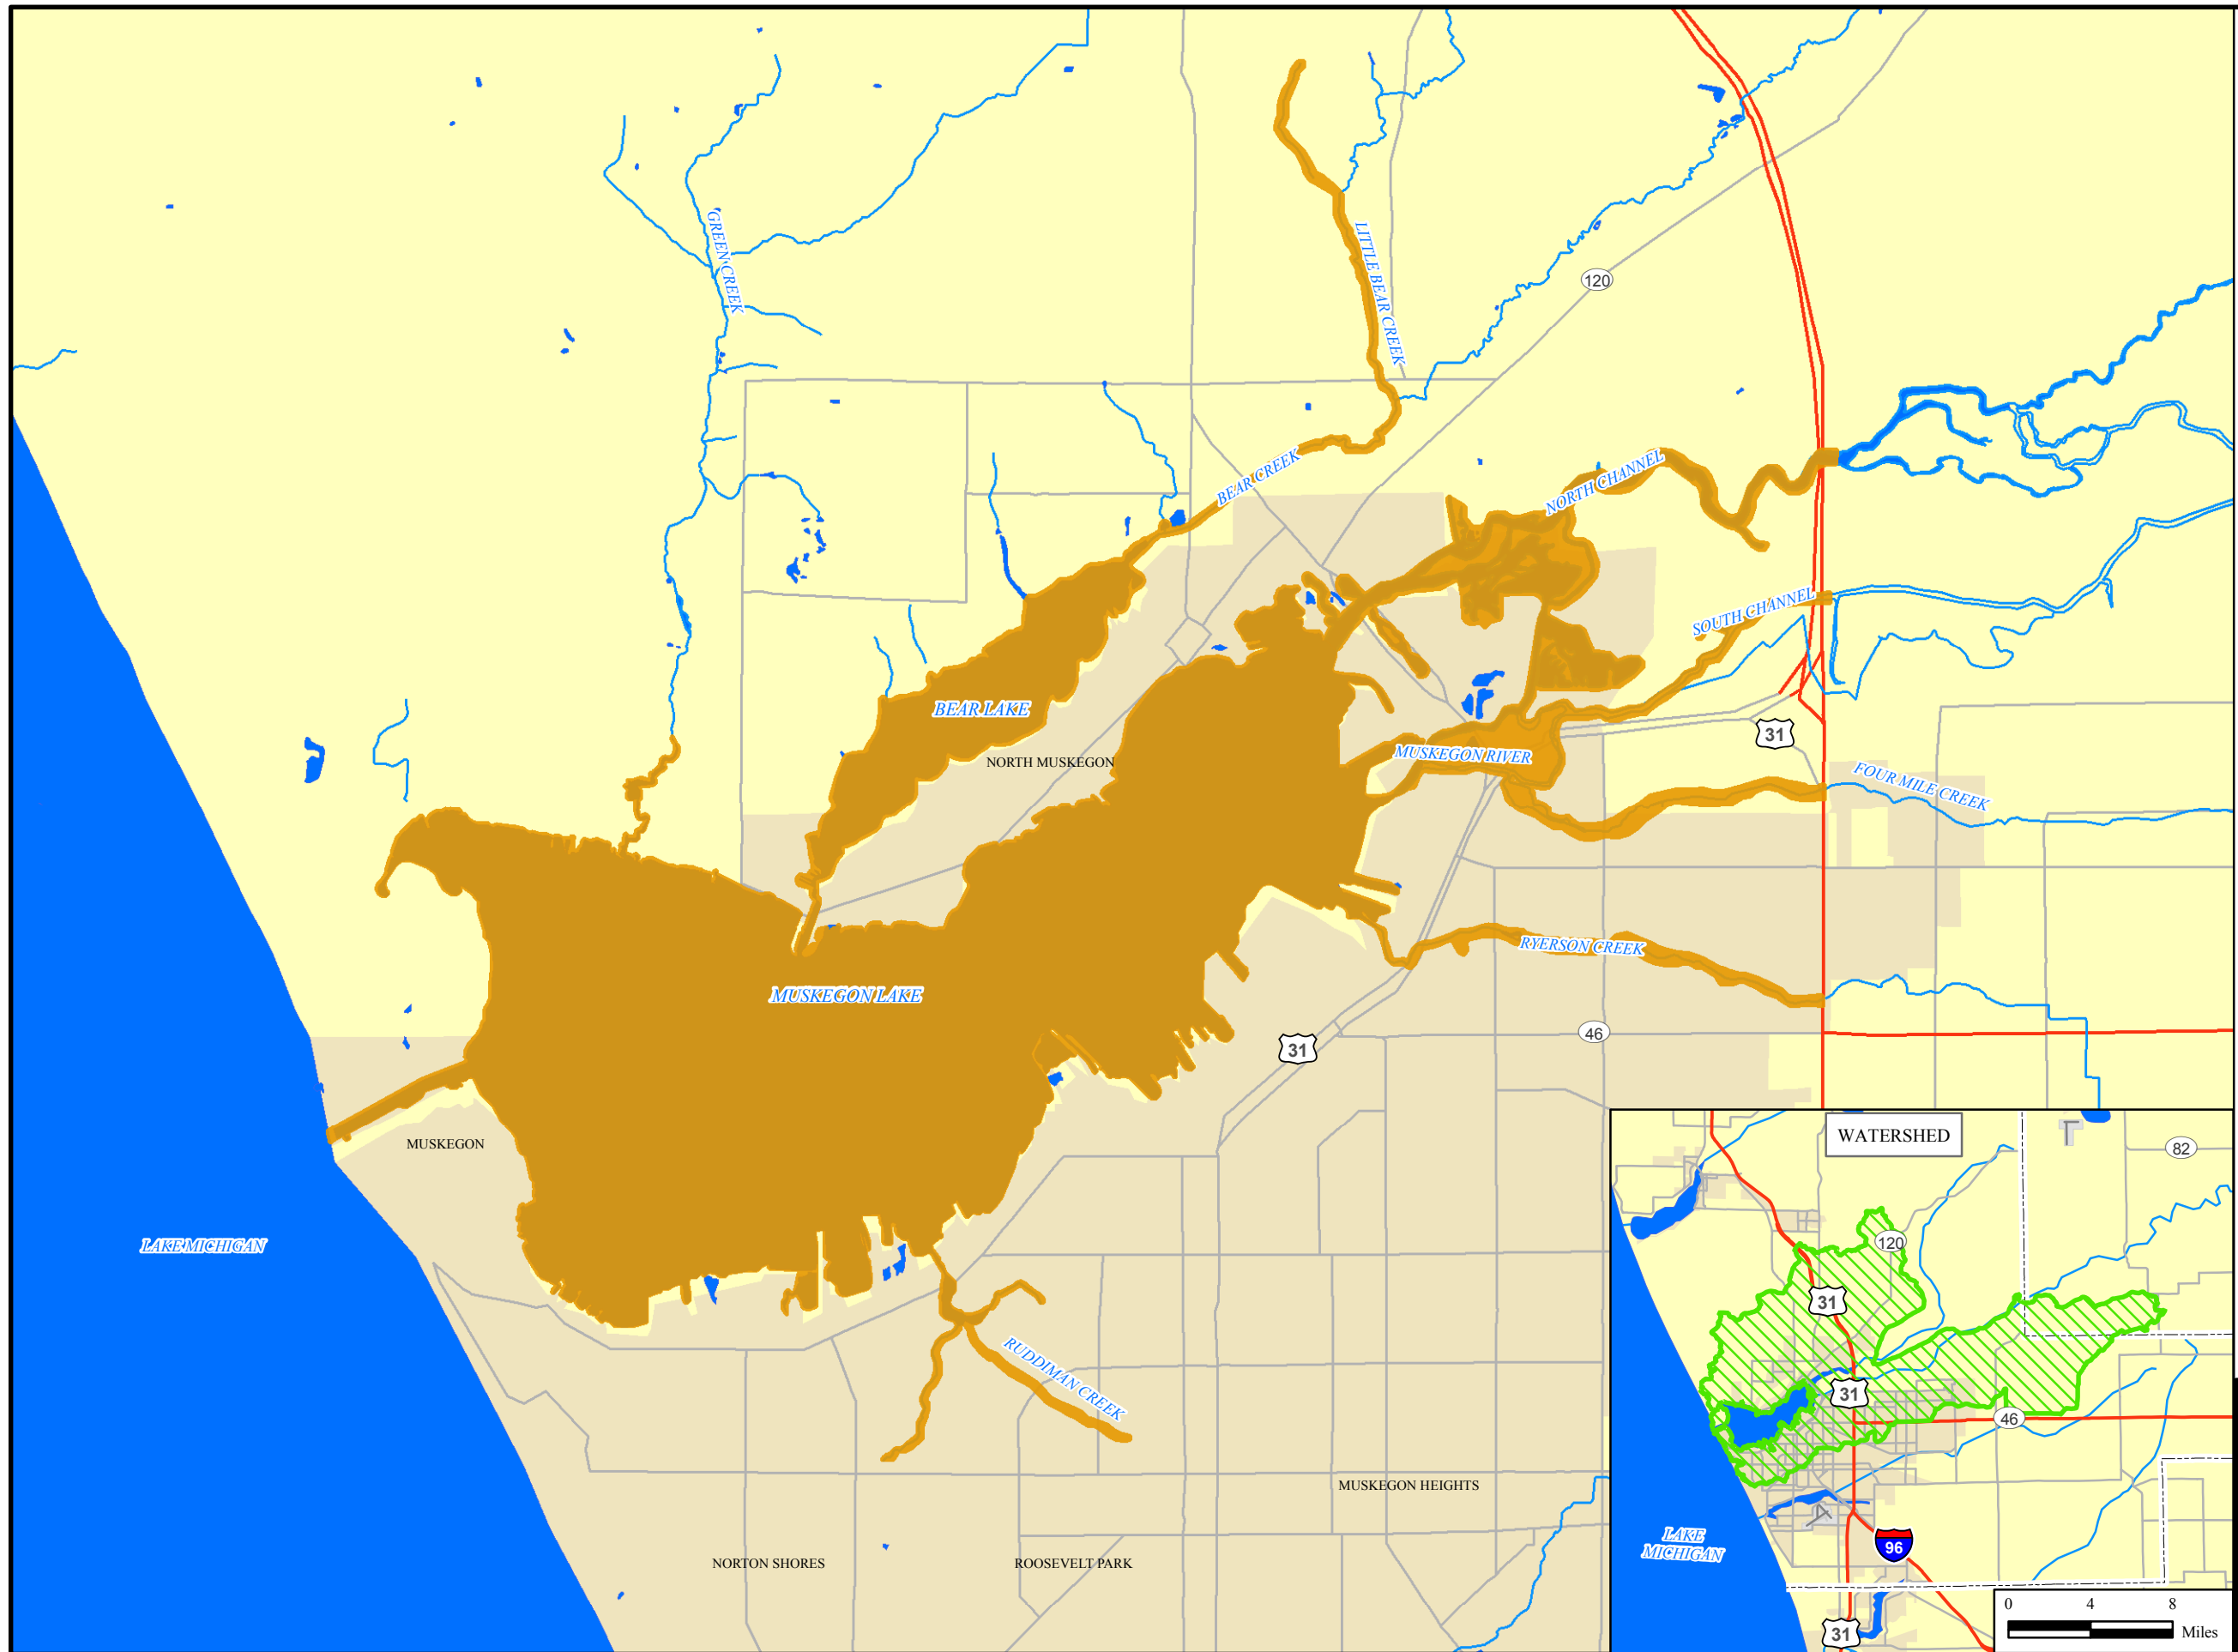 GREEN CREEK
LITTLE BEAR CREEK
120
BEAR CREEK
NORTH CHANNEL
SOUTH CHANNEL
BEAR LAKE
31
NORTH MUSKEGON
MUSKEGON RIVER
FOUR MILE CREEK
RYERSON CREEK
MUSKEGON LAKE
46
31
MUSKEGON
LAKE MICHIGAN
RUDDIMAN CREEK
MUSKEGON HEIGHTS
NORTON SHORES
ROOSEVELT PARK
WATERSHED
82
120
31
31
46
LAKE
MICHIGAN
96
31
0 4 8
Miles